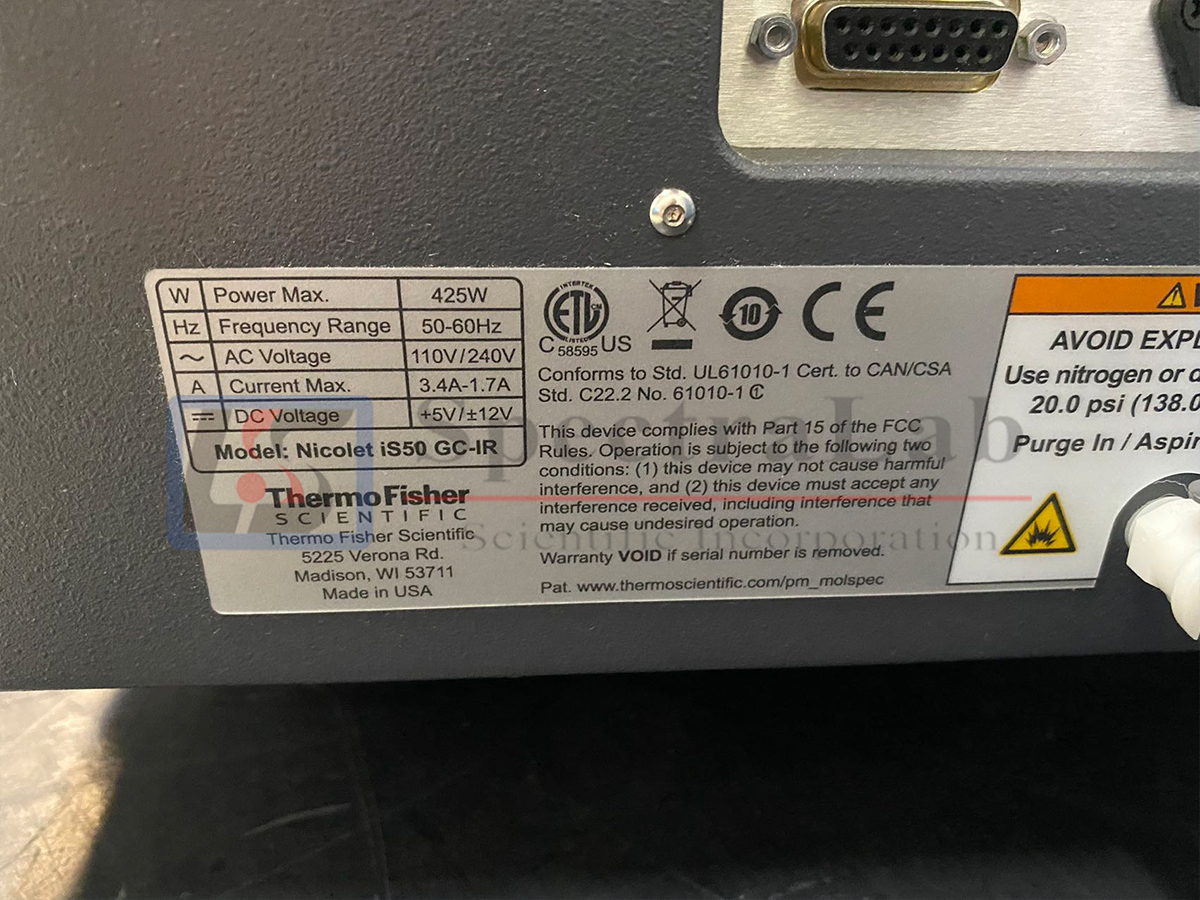 W Power Max. 425W
Hz Frequency Range 50-60Hz
~ AC Voltage 110V/240V
A Current Max. 3.4A-1.7A
⎓ DC Voltage +5V/±12V
Model: Nicolet iS50 GC-IR
ThermoFisher
SCIENTIFIC
Thermo Fisher Scientific
5225 Verona Rd.
Madison, WI 53711
Made in USA
INTERTEK
ETL CM
LISTED
C 58595 US
10
CE
Conforms to Std. UL61010-1 Cert. to CAN/CSA
Std. C22.2 No. 61010-1
This device complies with Part 15 of the FCC
Rules. Operation is subject to the following two
conditions: (1) this device may not cause harmful
interference, and (2) this device must accept any
interference received, including interference that
may cause undesired operation.
Warranty VOID if serial number is removed.
Pat. www.thermoscientific.com/pm_molspec
AVOID EXPL
Use nitrogen or d
20.0 psi (138.0
Purge In / Aspir
SpectraLab
Scientific Incorporation